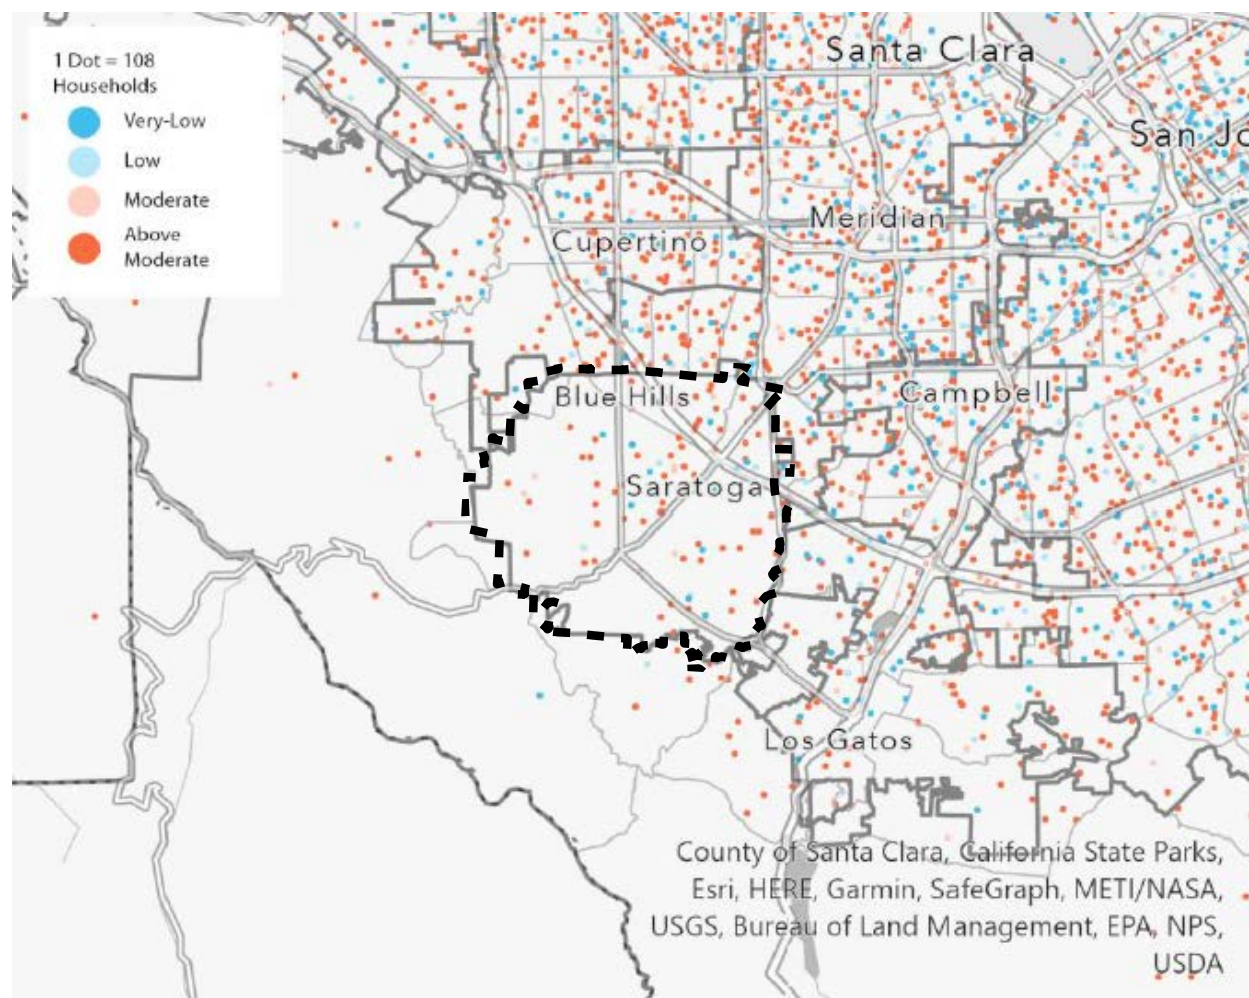 1 Dot = 108
Households
Very-Low
Low
Moderate
Above
Moderate
Santa Clara
San Jo
Meridian
Cupertino
Blue Hills
Campbell
Saratoga
Los Gatos
County of Santa Clara, California State Parks,
Esri, HERE, Garmin, SafeGraph, METI/NASA,
USGS, Bureau of Land Management, EPA, NPS,
USDA